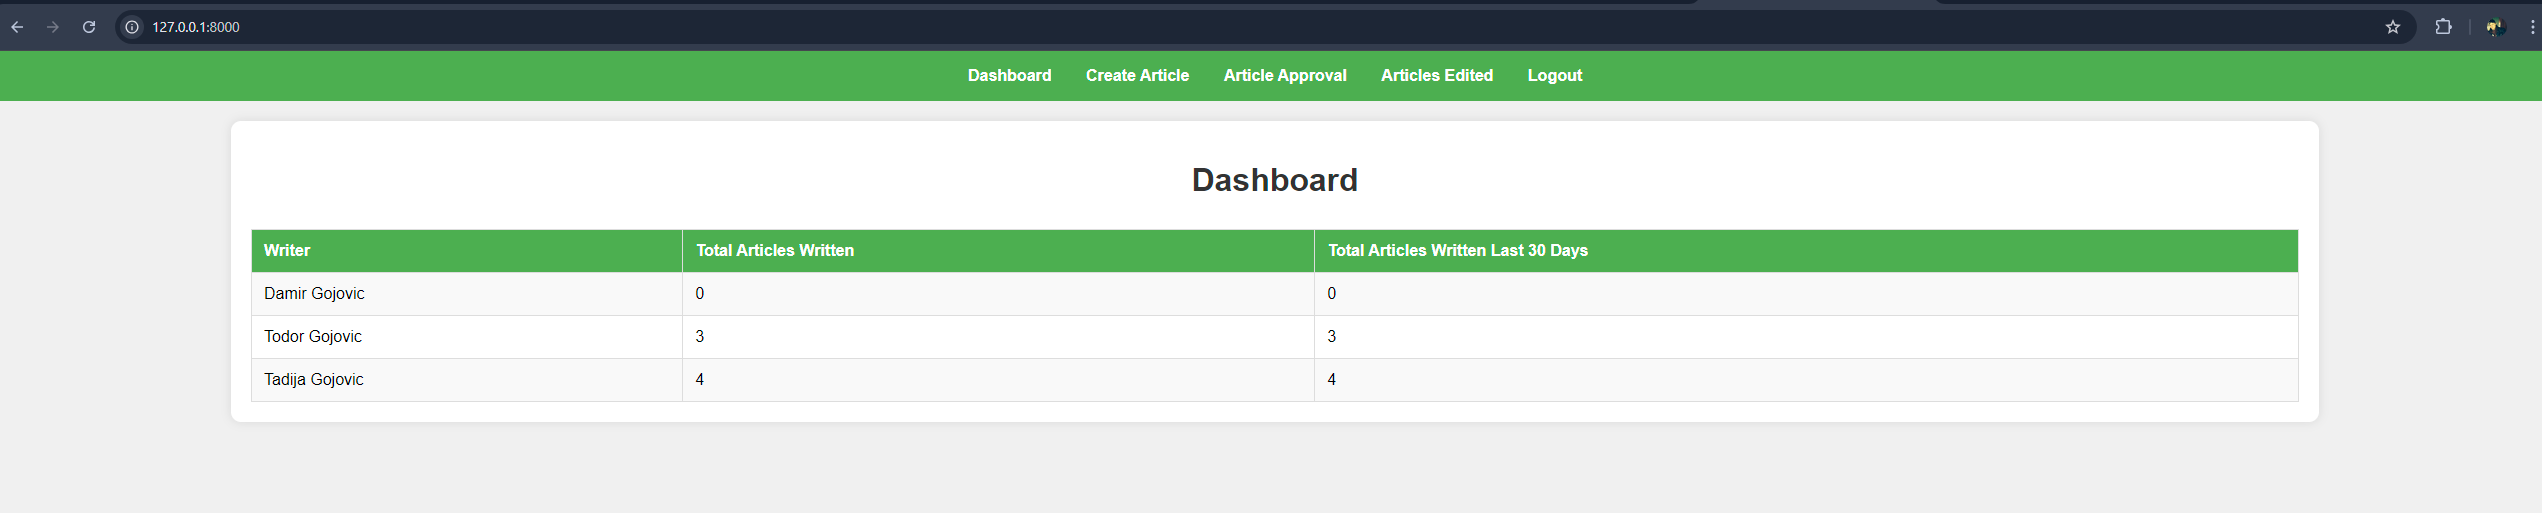 127.0.0.1:8000
Dashboard Create Article Article Approval Articles Edited Logout
Dashboard
Writer Total Articles Written Total Articles Written Last 30 Days
Damir Gojovic 0 0
Todor Gojovic 3 3
Tadija Gojovic 4 4